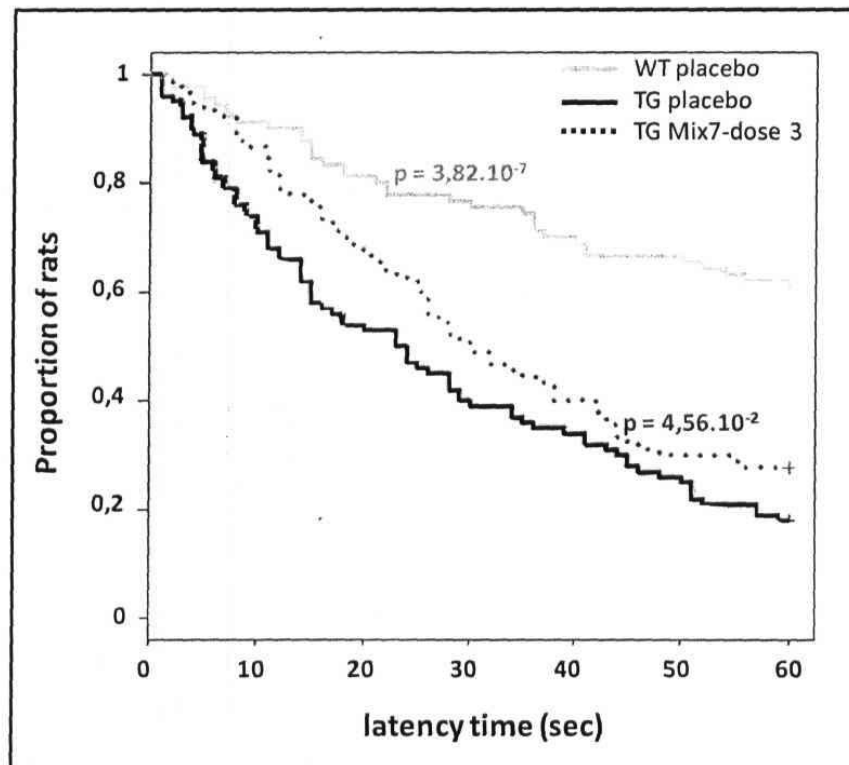 WT placebo
TG placebo
TG Mix7-dose 3
p = 3,82.10⁻⁷
p = 4,56.10⁻²
Proportion of rats
1
0,8
0,6
0,4
0,2
0
0 10 20 30 40 50 60
latency time (sec)